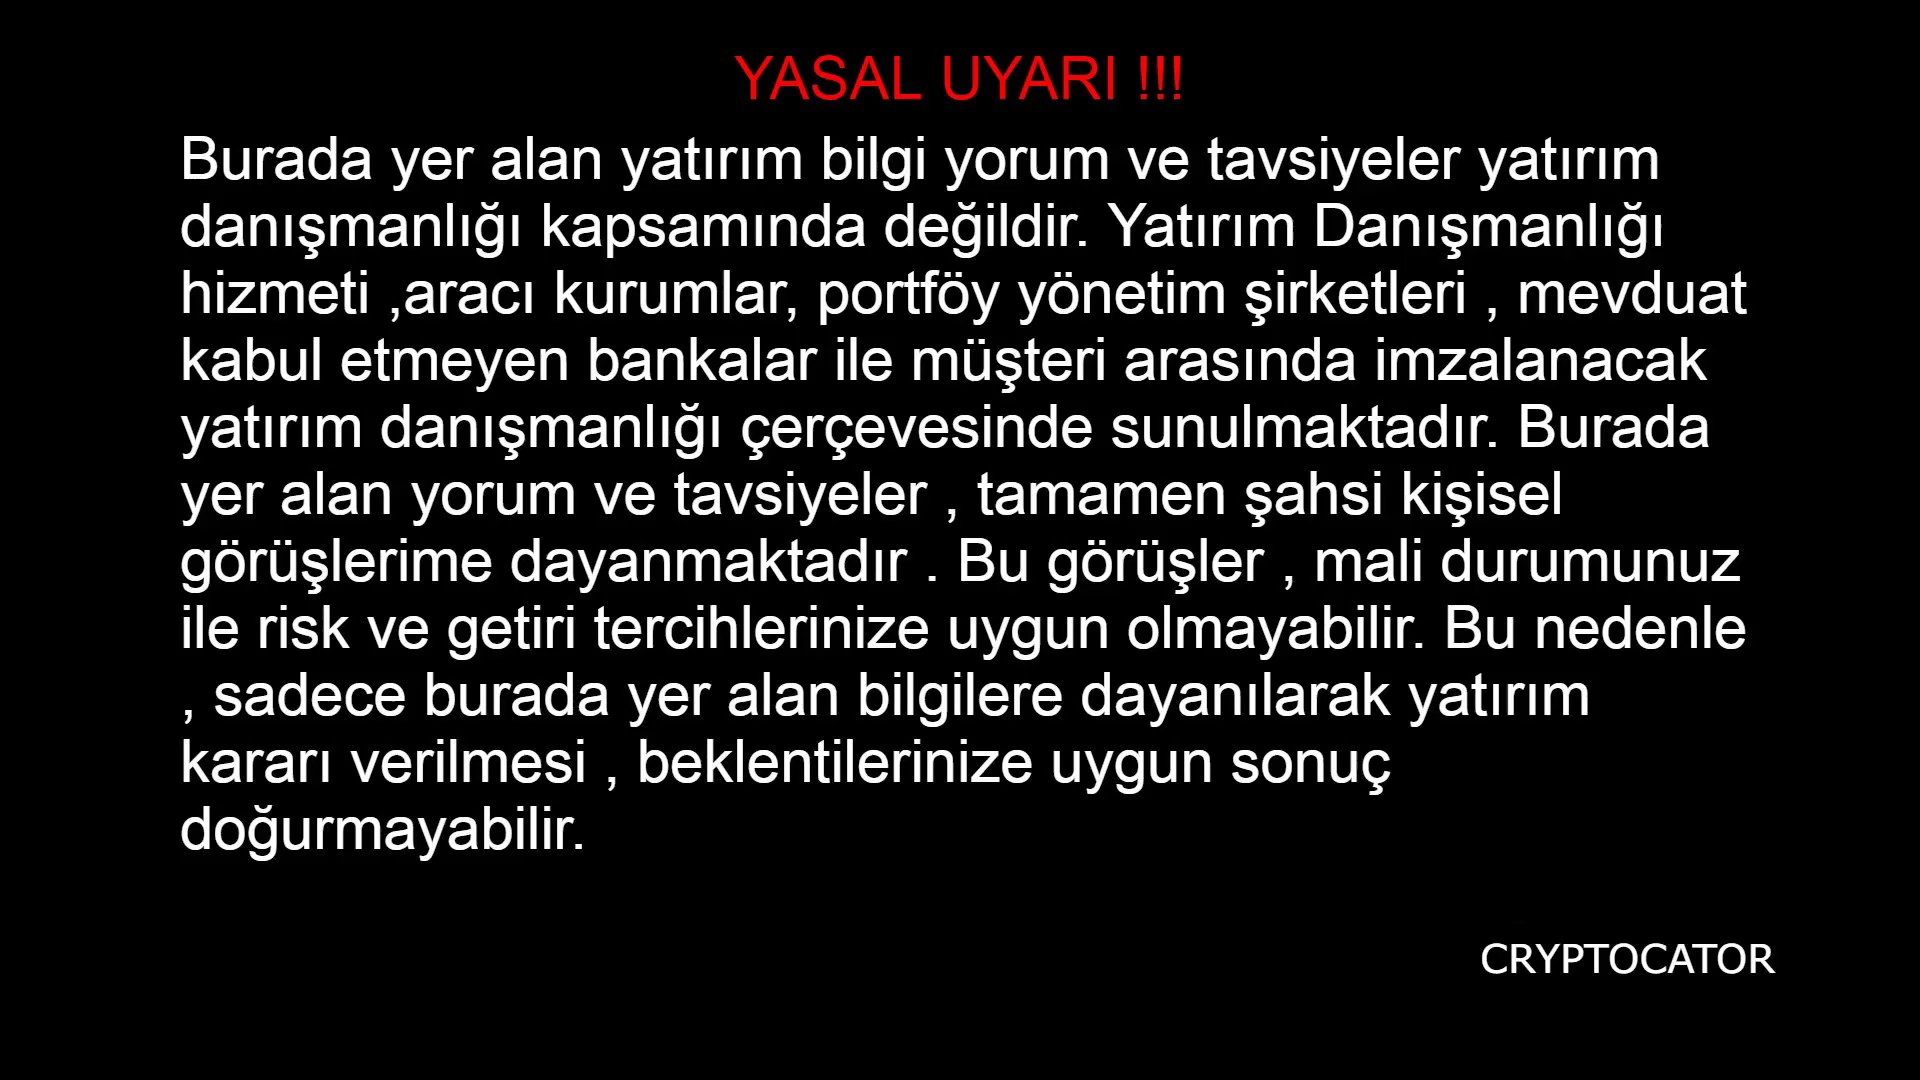 YASAL UYARI !!!
Burada yer alan yatırım bilgi yorum ve tavsiyeler yatırım
danışmanlığı kapsamında değildir. Yatırım Danışmanlığı
hizmeti ,aracı kurumlar, portföy yönetim şirketleri , mevduat
kabul etmeyen bankalar ile müşteri arasında imzalanacak
yatırım danışmanlığı çerçevesinde sunulmaktadır. Burada
yer alan yorum ve tavsiyeler , tamamen şahsi kişisel
görüşlerime dayanmaktadır . Bu görüşler , mali durumunuz
ile risk ve getiri tercihlerinize uygun olmayabilir. Bu nedenle
, sadece burada yer alan bilgilere dayanılarak yatırım
kararı verilmesi , beklentilerinize uygun sonuç
doğurmayabilir.
CRYPTOCATOR